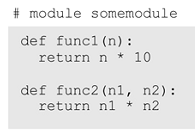 # module somemodule
def func1(n):
  return n * 10
def func2(n1, n2):
  return n1 * n2